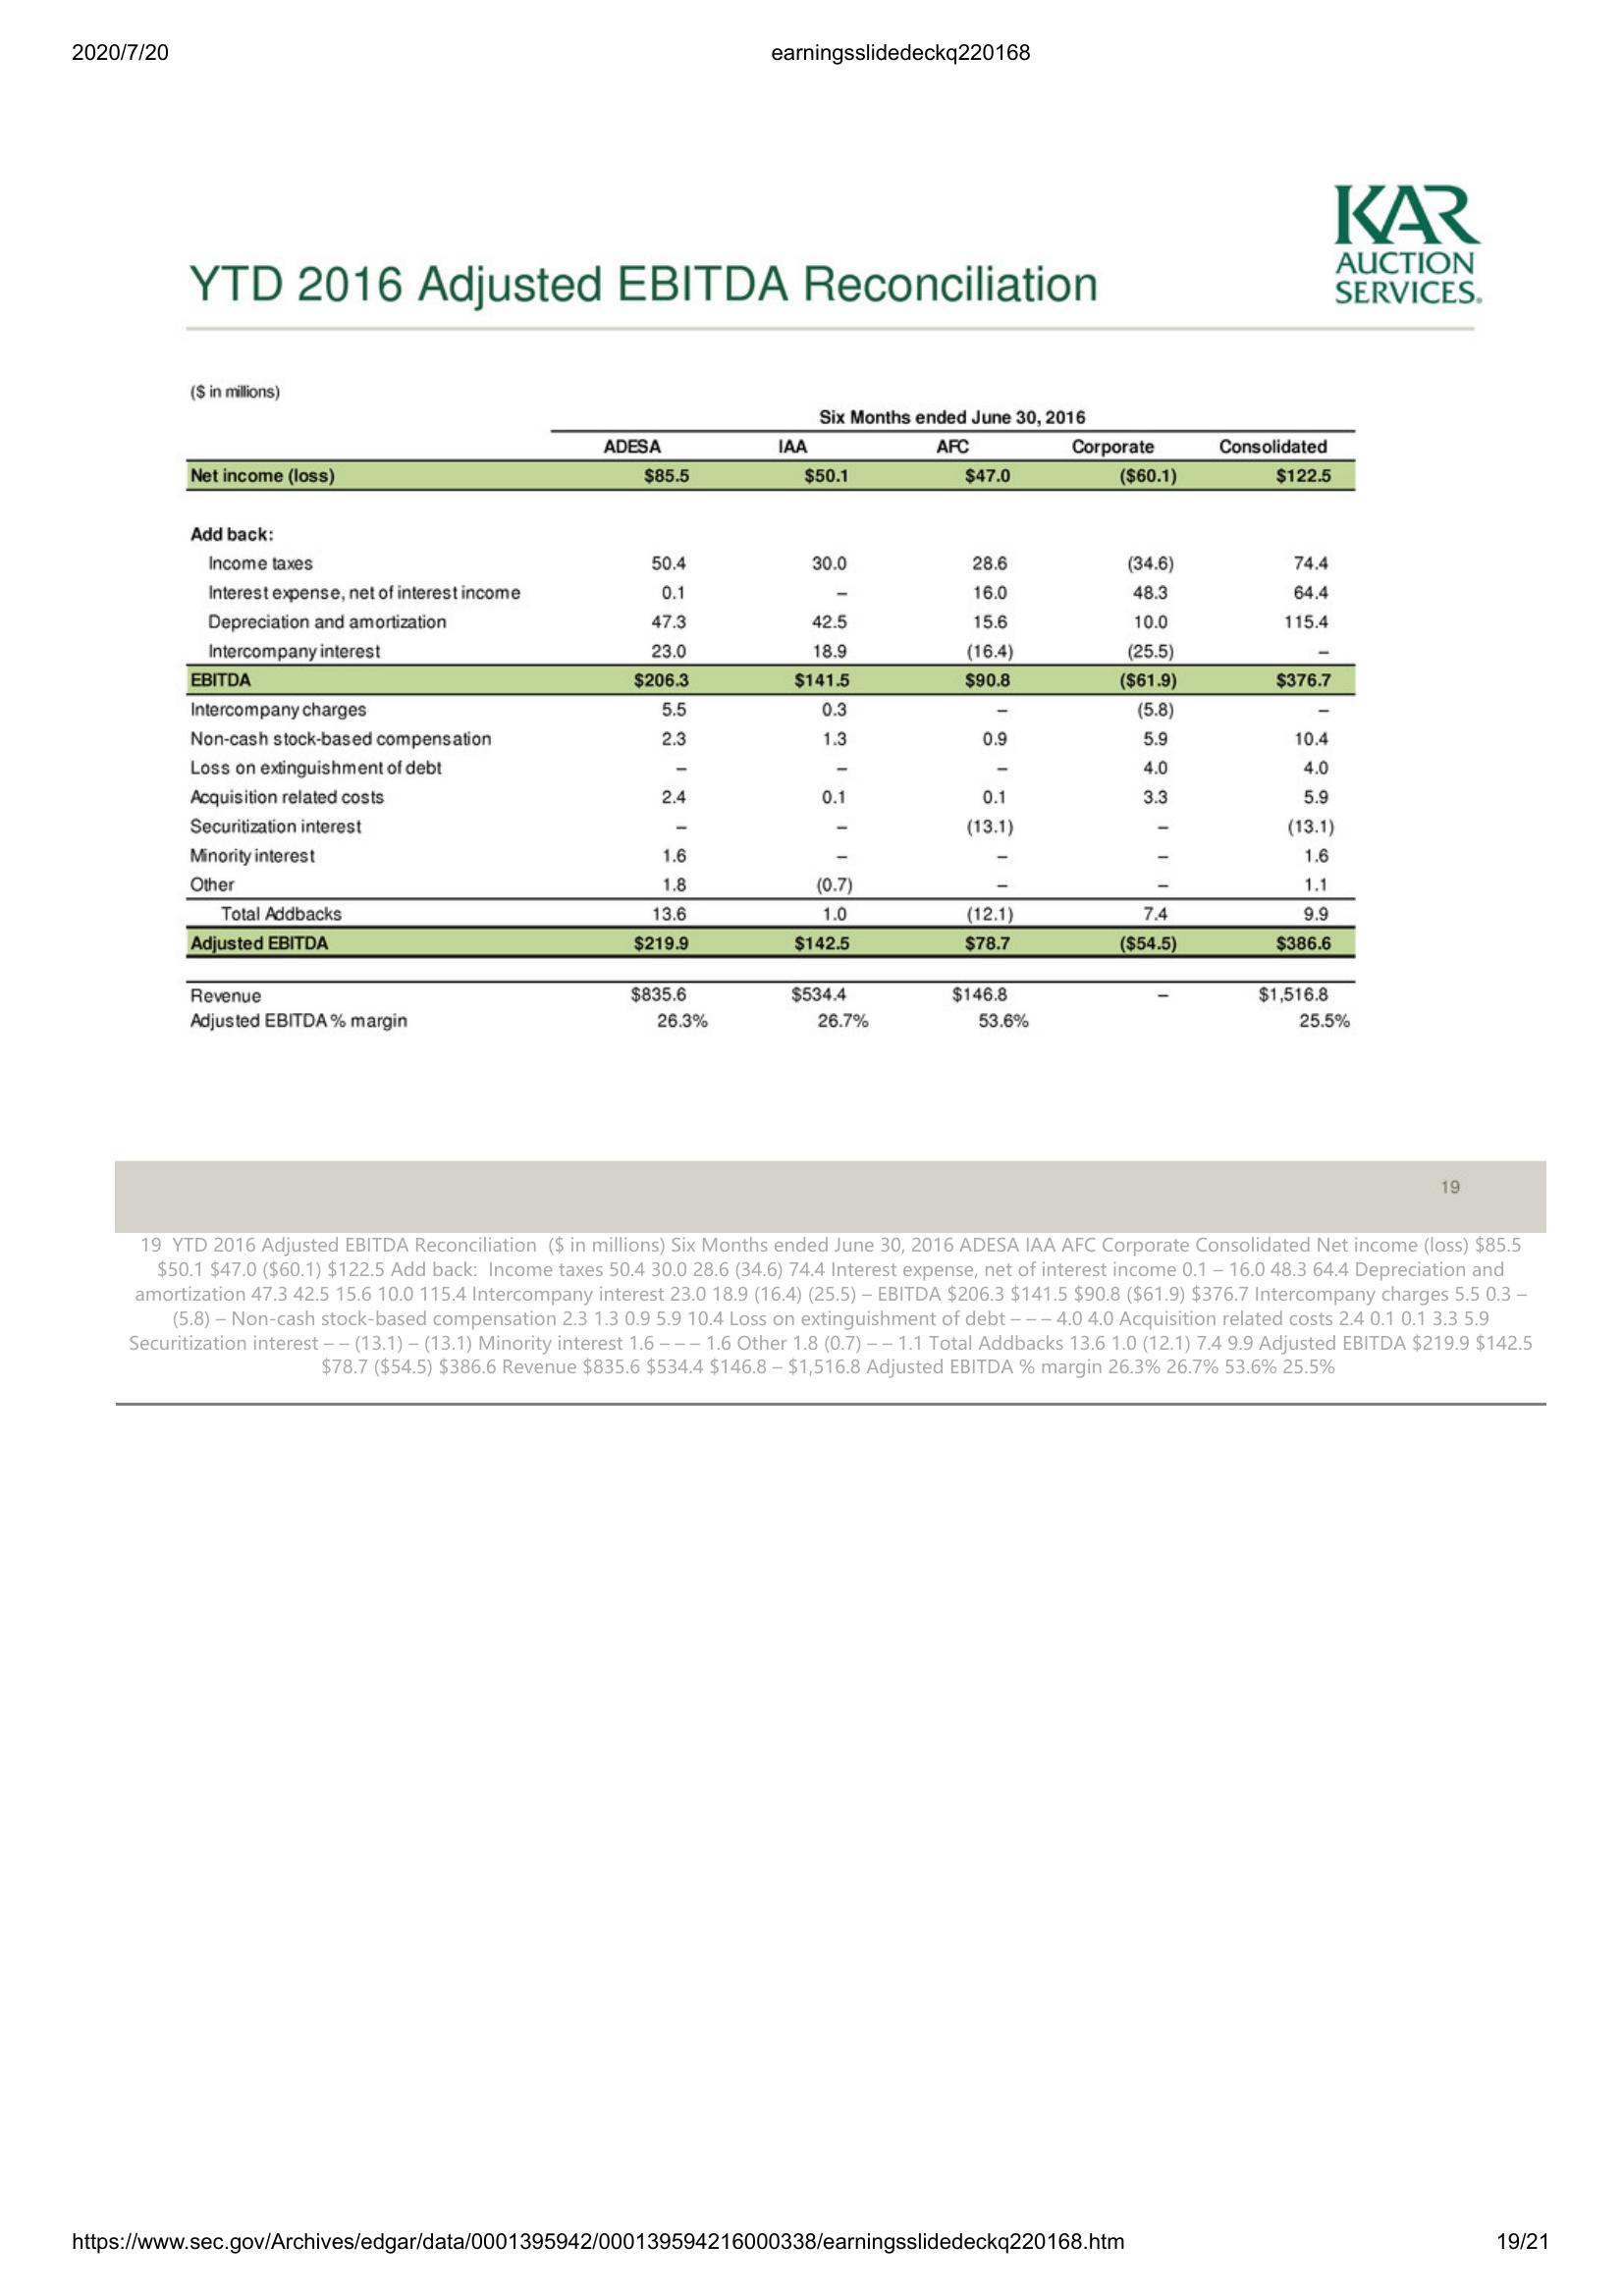 2020/7/20 earningsslidedeckq220168
KAR
AUCTION
SERVICES.
YTD 2016 Adjusted EBITDA Reconciliation
($ in millions)
Six Months ended June 30, 2016
ADESA IAA AFC Corporate Consolidated
Net income (loss) $85.5 $50.1 $47.0 ($60.1) $122.5
Add back:
Income taxes 50.4 30.0 28.6 (34.6) 74.4
Interest expense, net of interest income 0.1 – 16.0 48.3 64.4
Depreciation and amortization 47.3 42.5 15.6 10.0 115.4
Intercompany interest 23.0 18.9 (16.4) (25.5) –
EBITDA $206.3 $141.5 $90.8 ($61.9) $376.7
Intercompany charges 5.5 0.3 – (5.8) –
Non-cash stock-based compensation 2.3 1.3 0.9 5.9 10.4
Loss on extinguishment of debt – – – 4.0 4.0
Acquisition related costs 2.4 0.1 0.1 3.3 5.9
Securitization interest – – (13.1) – (13.1)
Minority interest 1.6 – – – 1.6
Other 1.8 (0.7) – – 1.1
Total Addbacks 13.6 1.0 (12.1) 7.4 9.9
Adjusted EBITDA $219.9 $142.5 $78.7 ($54.5) $386.6
Revenue $835.6 $534.4 $146.8 – $1,516.8
Adjusted EBITDA % margin 26.3% 26.7% 53.6% 25.5%
19
19 YTD 2016 Adjusted EBITDA Reconciliation ($ in millions) Six Months ended June 30, 2016 ADESA IAA AFC Corporate Consolidated Net income (loss) $85.5
$50.1 $47.0 ($60.1) $122.5 Add back: Income taxes 50.4 30.0 28.6 (34.6) 74.4 Interest expense, net of interest income 0.1 – 16.0 48.3 64.4 Depreciation and
amortization 47.3 42.5 15.6 10.0 115.4 Intercompany interest 23.0 18.9 (16.4) (25.5) – EBITDA $206.3 $141.5 $90.8 ($61.9) $376.7 Intercompany charges 5.5 0.3 –
(5.8) – Non-cash stock-based compensation 2.3 1.3 0.9 5.9 10.4 Loss on extinguishment of debt – – – 4.0 4.0 Acquisition related costs 2.4 0.1 0.1 3.3 5.9
Securitization interest – – (13.1) – (13.1) Minority interest 1.6 – – – 1.6 Other 1.8 (0.7) – – 1.1 Total Addbacks 13.6 1.0 (12.1) 7.4 9.9 Adjusted EBITDA $219.9 $142.5
$78.7 ($54.5) $386.6 Revenue $835.6 $534.4 $146.8 – $1,516.8 Adjusted EBITDA % margin 26.3% 26.7% 53.6% 25.5%
https://www.sec.gov/Archives/edgar/data/0001395942/000139594216000338/earningsslidedeckq220168.htm 19/21